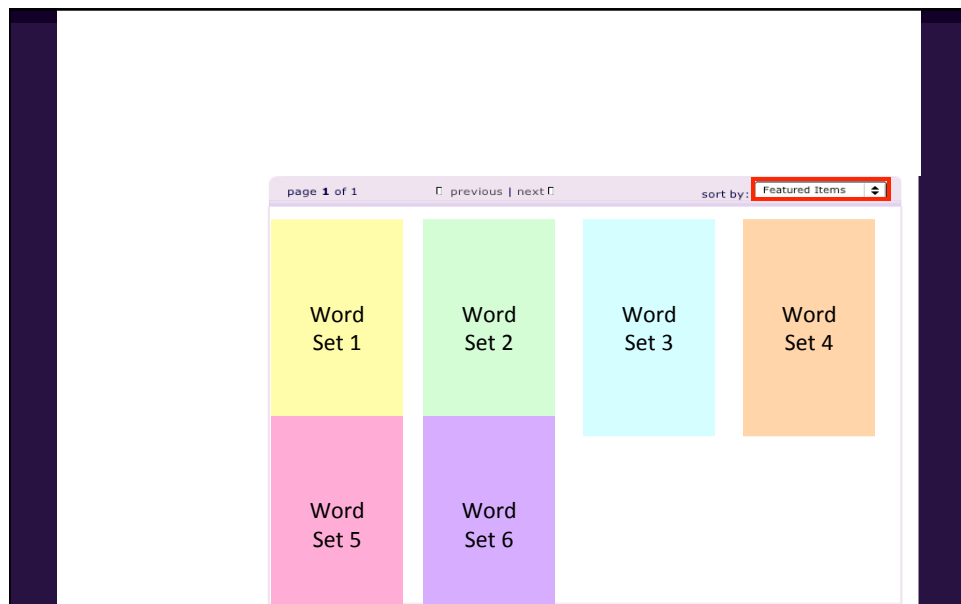 page 1 of 1 previous | next sort by: Featured Items
Word Set 1
Word Set 2
Word Set 3
Word Set 4
Word Set 5
Word Set 6